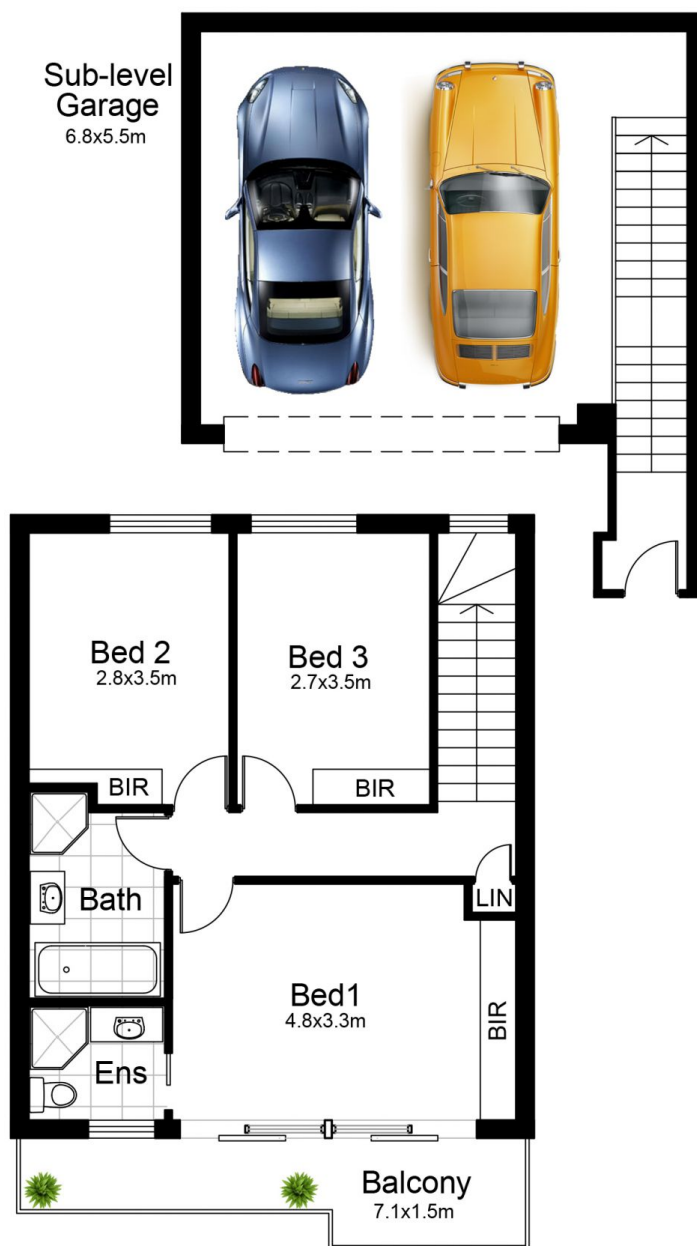 Sub-level
Garage
6.8x5.5m
Bed 2
2.8x3.5m
Bed 3
2.7x3.5m
BIR
BIR
Bath
LIN
Bed1
4.8x3.3m
BIR
Ens
Balcony
7.1x1.5m